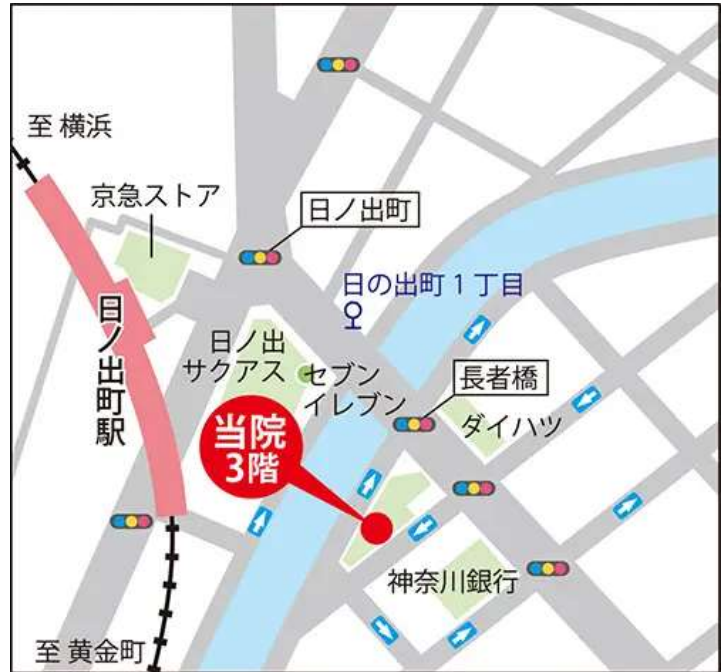 至 横浜
京急ストア
日ノ出町
日の出町 1 丁目
日ノ出町駅
日ノ出
サクアス
セブン
イレブン
長者橋
ダイハツ
当院
3階
神奈川銀行
至 黄金町